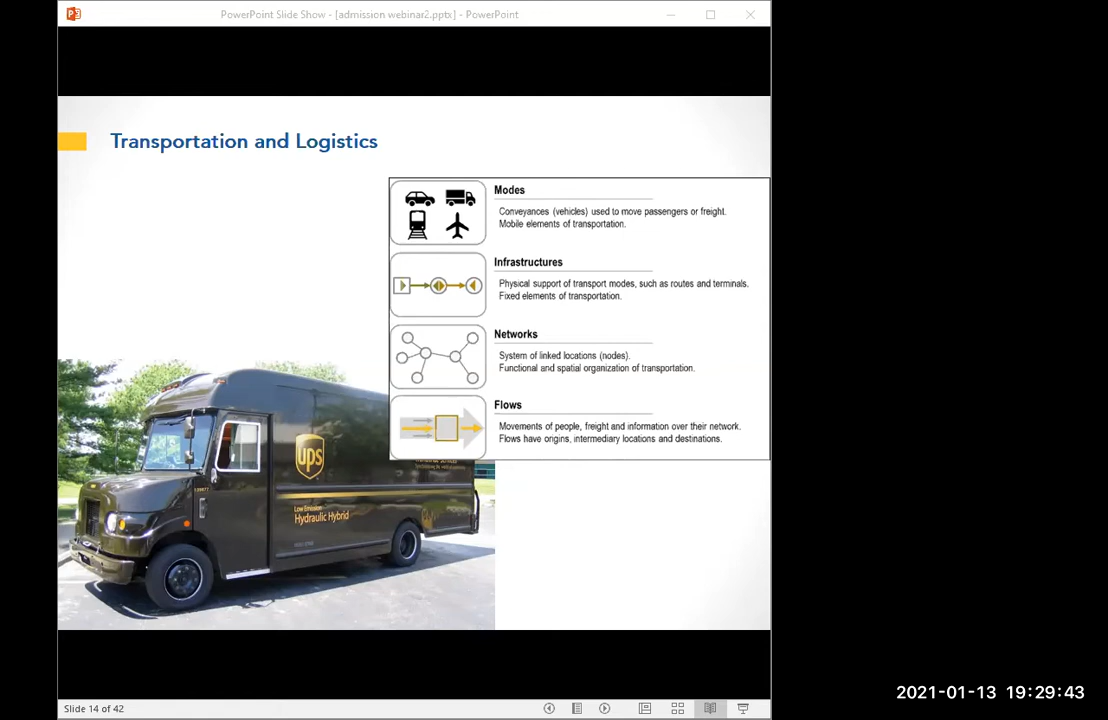 PowerPoint Slide Show - [admission webinar2.pptx] - PowerPoint
Transportation and Logistics
Modes
Conveyances (vehicles) used to move passengers or freight.
Mobile elements of transportation.
Infrastructures
Physical support of transport modes, such as routes and terminals.
Fixed elements of transportation.
Networks
System of linked locations (nodes).
Functional and spatial organization of transportation.
Flows
Movements of people, freight and information over their network.
Flows have origins, intermediary locations and destinations.
ups
Low Emission
Hydraulic Hybrid
Slide 14 of 42
2021-01-13 19:29:43